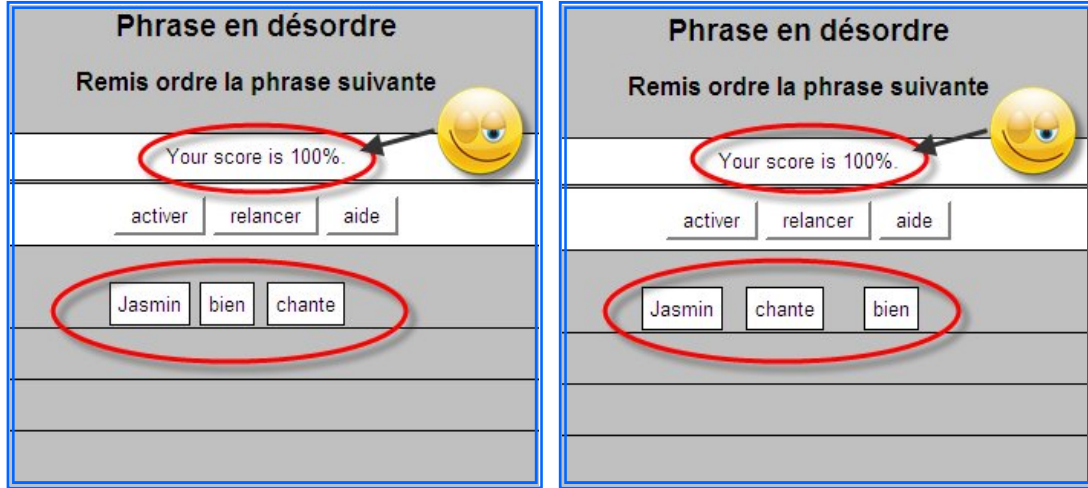 Phrase en désordre
Remis ordre la phrase suivante
Your score is 100%.
activer relancer aide
Jasmin bien chante
Phrase en désordre
Remis ordre la phrase suivante
Your score is 100%.
activer relancer aide
Jasmin chante bien